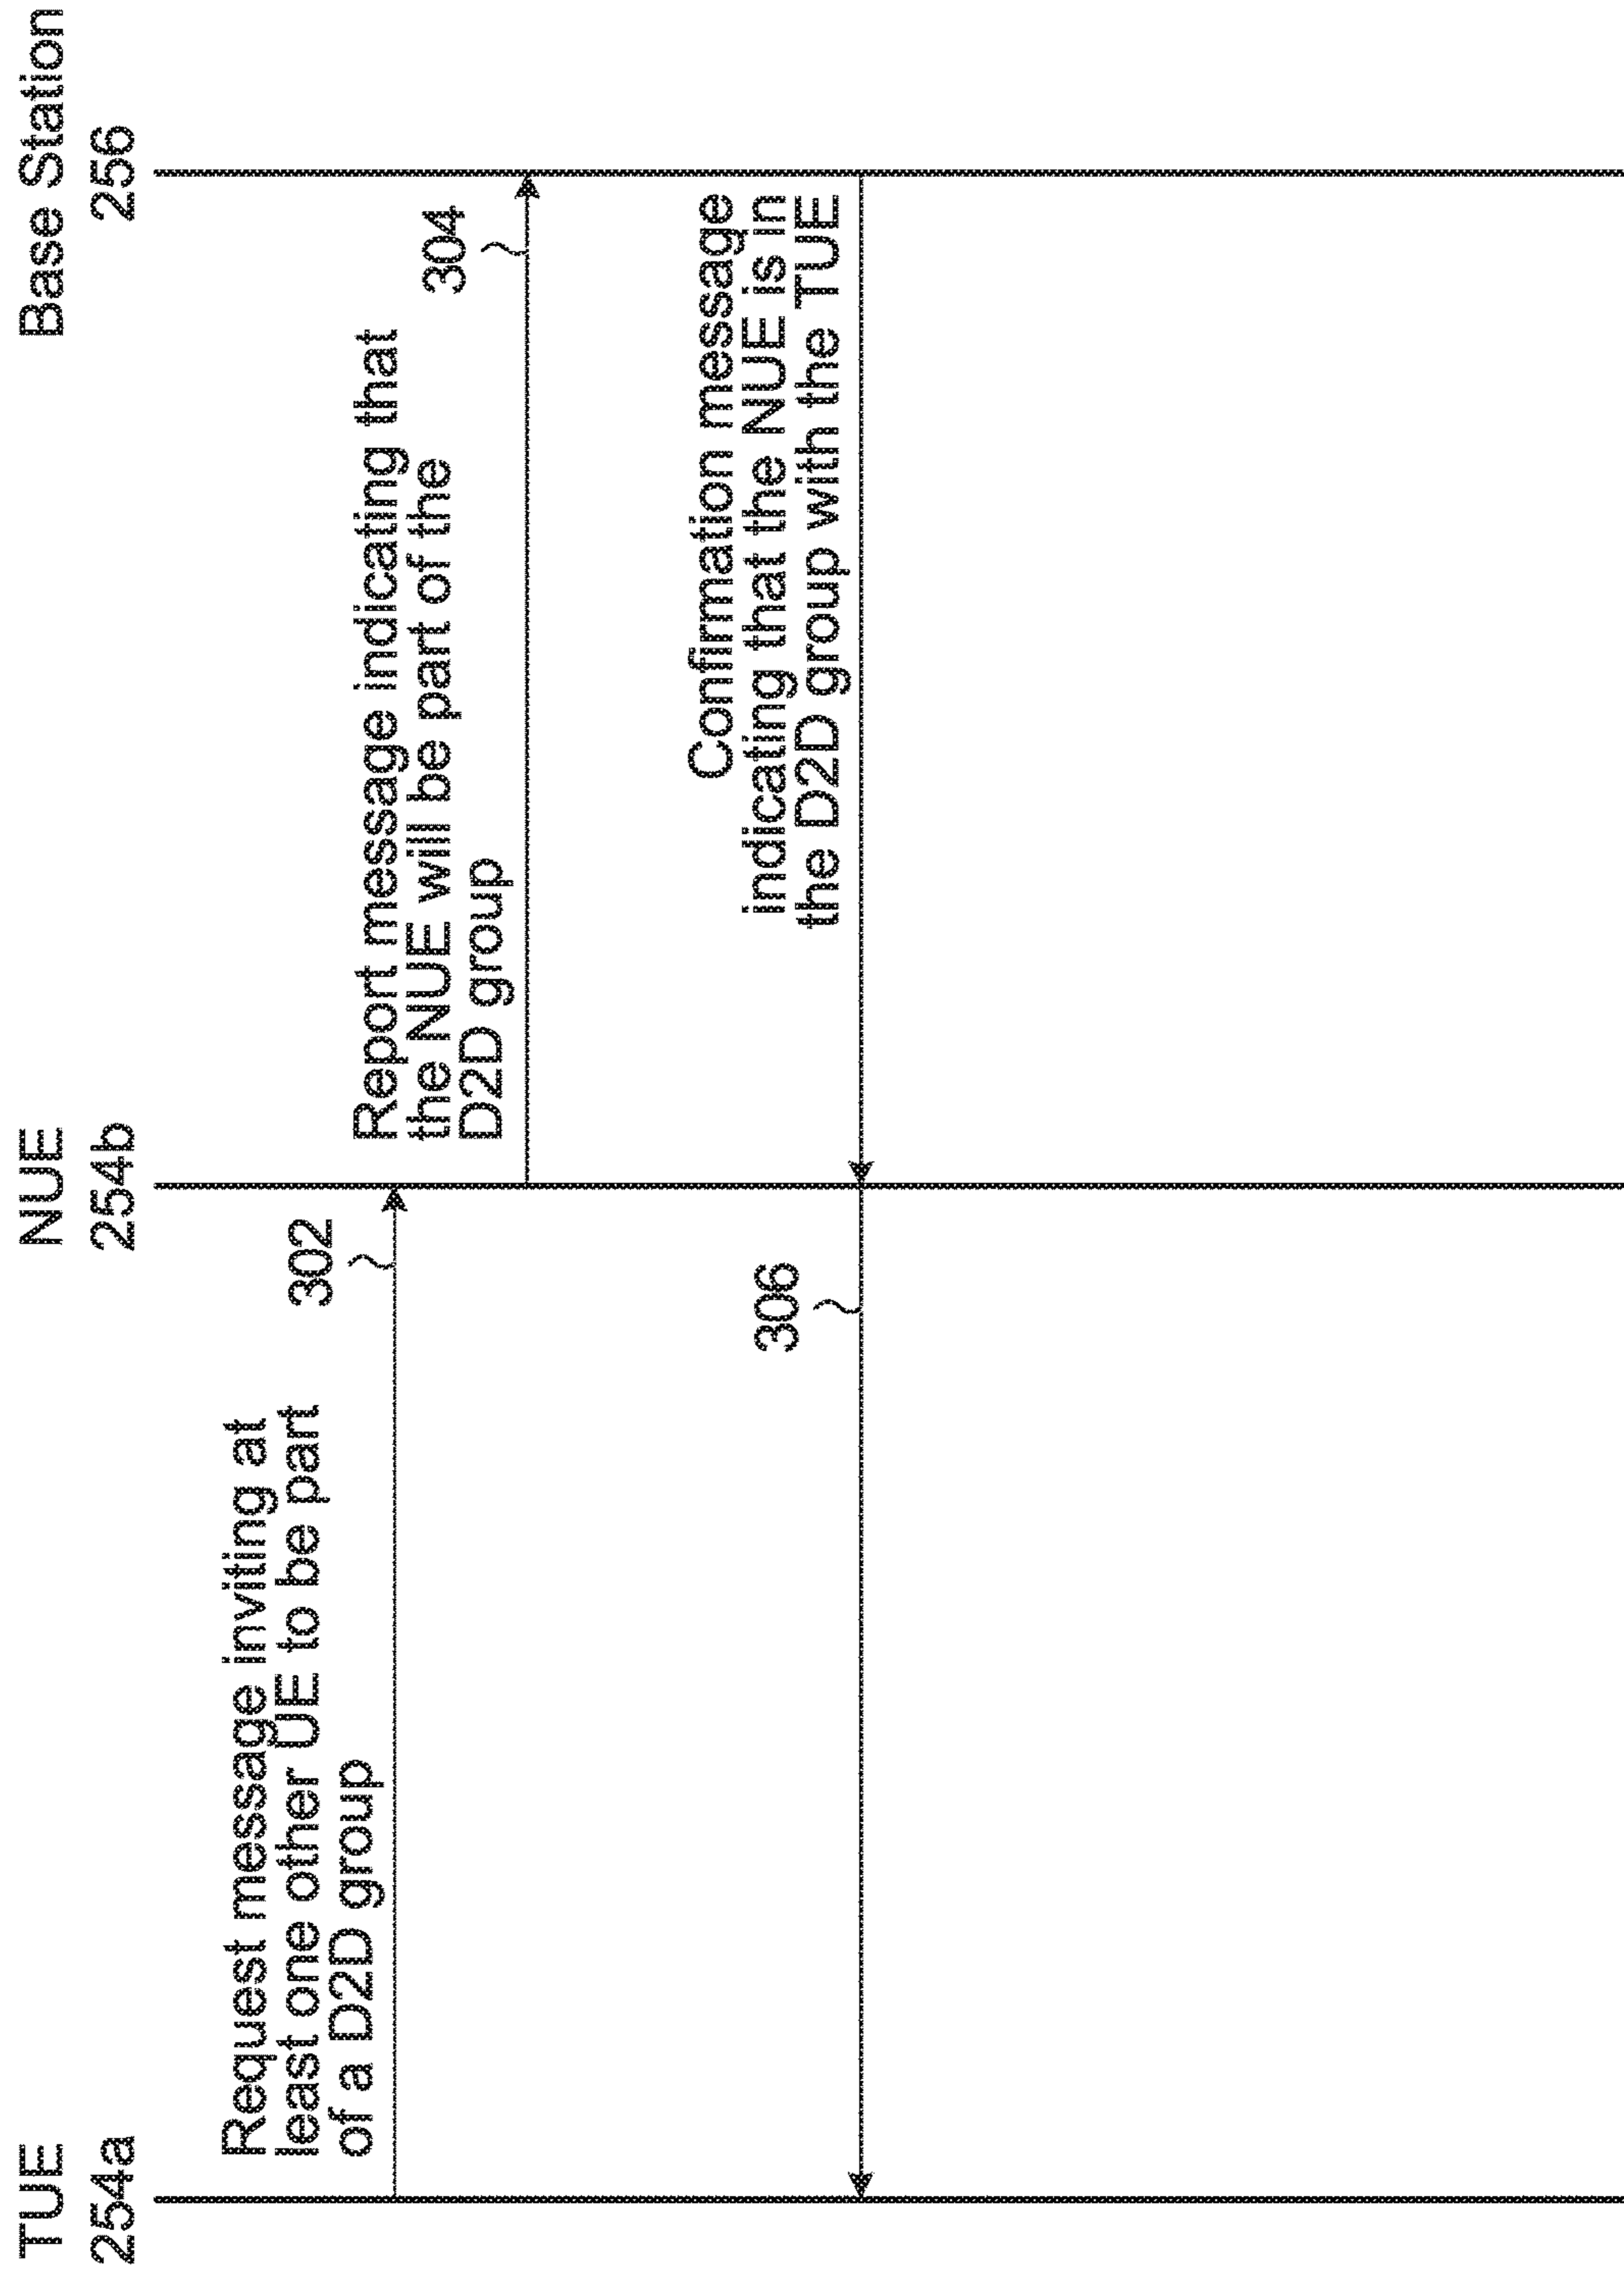 TUE
254a
NUE
254b
Base Station
256
Request message inviting at
least one other UE to be part
of a D2D group
302
Report message indicating that
the NUE will be part of the
D2D group
304
Confirmation message
indicating that the NUE is in
the D2D group with the TUE
306